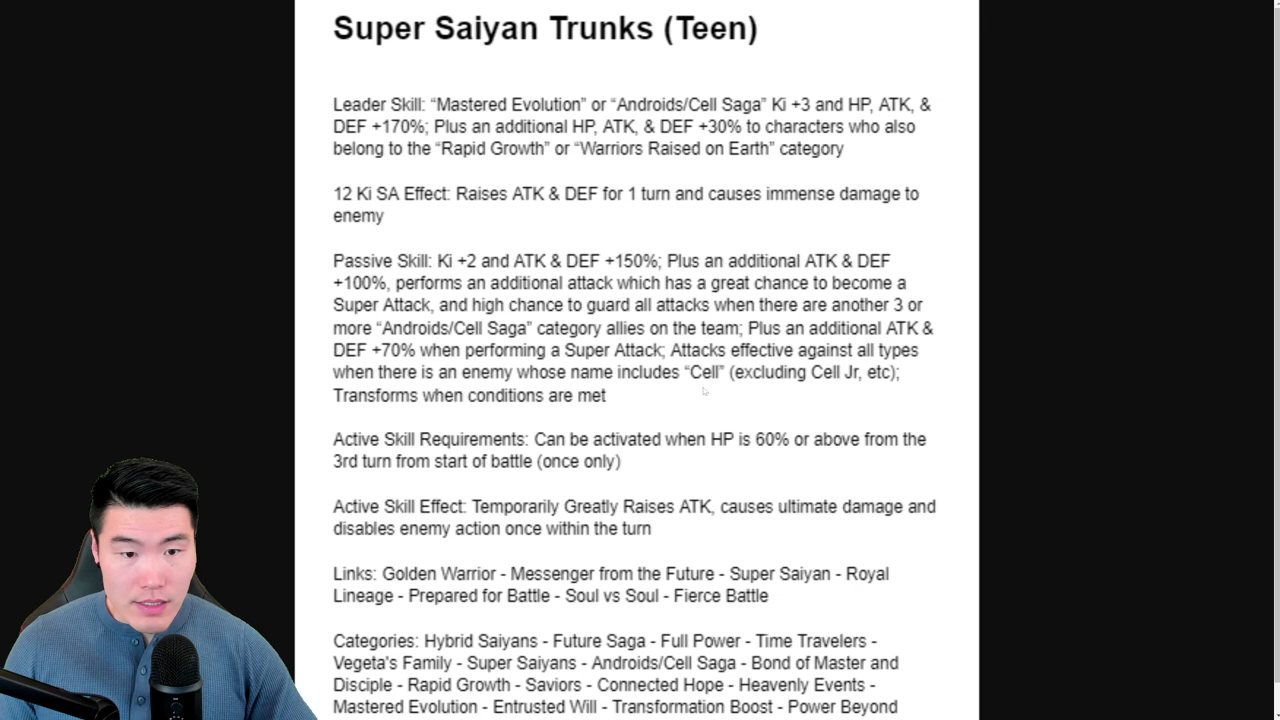 Super Saiyan Trunks (Teen)
Leader Skill: “Mastered Evolution” or “Androids/Cell Saga” Ki +3 and HP, ATK, &
DEF +170%; Plus an additional HP, ATK, & DEF +30% to characters who also
belong to the “Rapid Growth” or “Warriors Raised on Earth” category
12 Ki SA Effect: Raises ATK & DEF for 1 turn and causes immense damage to
enemy
Passive Skill: Ki +2 and ATK & DEF +150%; Plus an additional ATK & DEF
+100%, performs an additional attack which has a great chance to become a
Super Attack, and high chance to guard all attacks when there are another 3 or
more “Androids/Cell Saga” category allies on the team; Plus an additional ATK &
DEF +70% when performing a Super Attack; Attacks effective against all types
when there is an enemy whose name includes “Cell” (excluding Cell Jr, etc);
Transforms when conditions are met
Active Skill Requirements: Can be activated when HP is 60% or above from the
3rd turn from start of battle (once only)
Active Skill Effect: Temporarily Greatly Raises ATK, causes ultimate damage and
disables enemy action once within the turn
Links: Golden Warrior - Messenger from the Future - Super Saiyan - Royal
Lineage - Prepared for Battle - Soul vs Soul - Fierce Battle
Categories: Hybrid Saiyans - Future Saga - Full Power - Time Travelers -
Vegeta's Family - Super Saiyans - Androids/Cell Saga - Bond of Master and
Disciple - Rapid Growth - Saviors - Connected Hope - Heavenly Events -
Mastered Evolution - Entrusted Will - Transformation Boost - Power Beyond